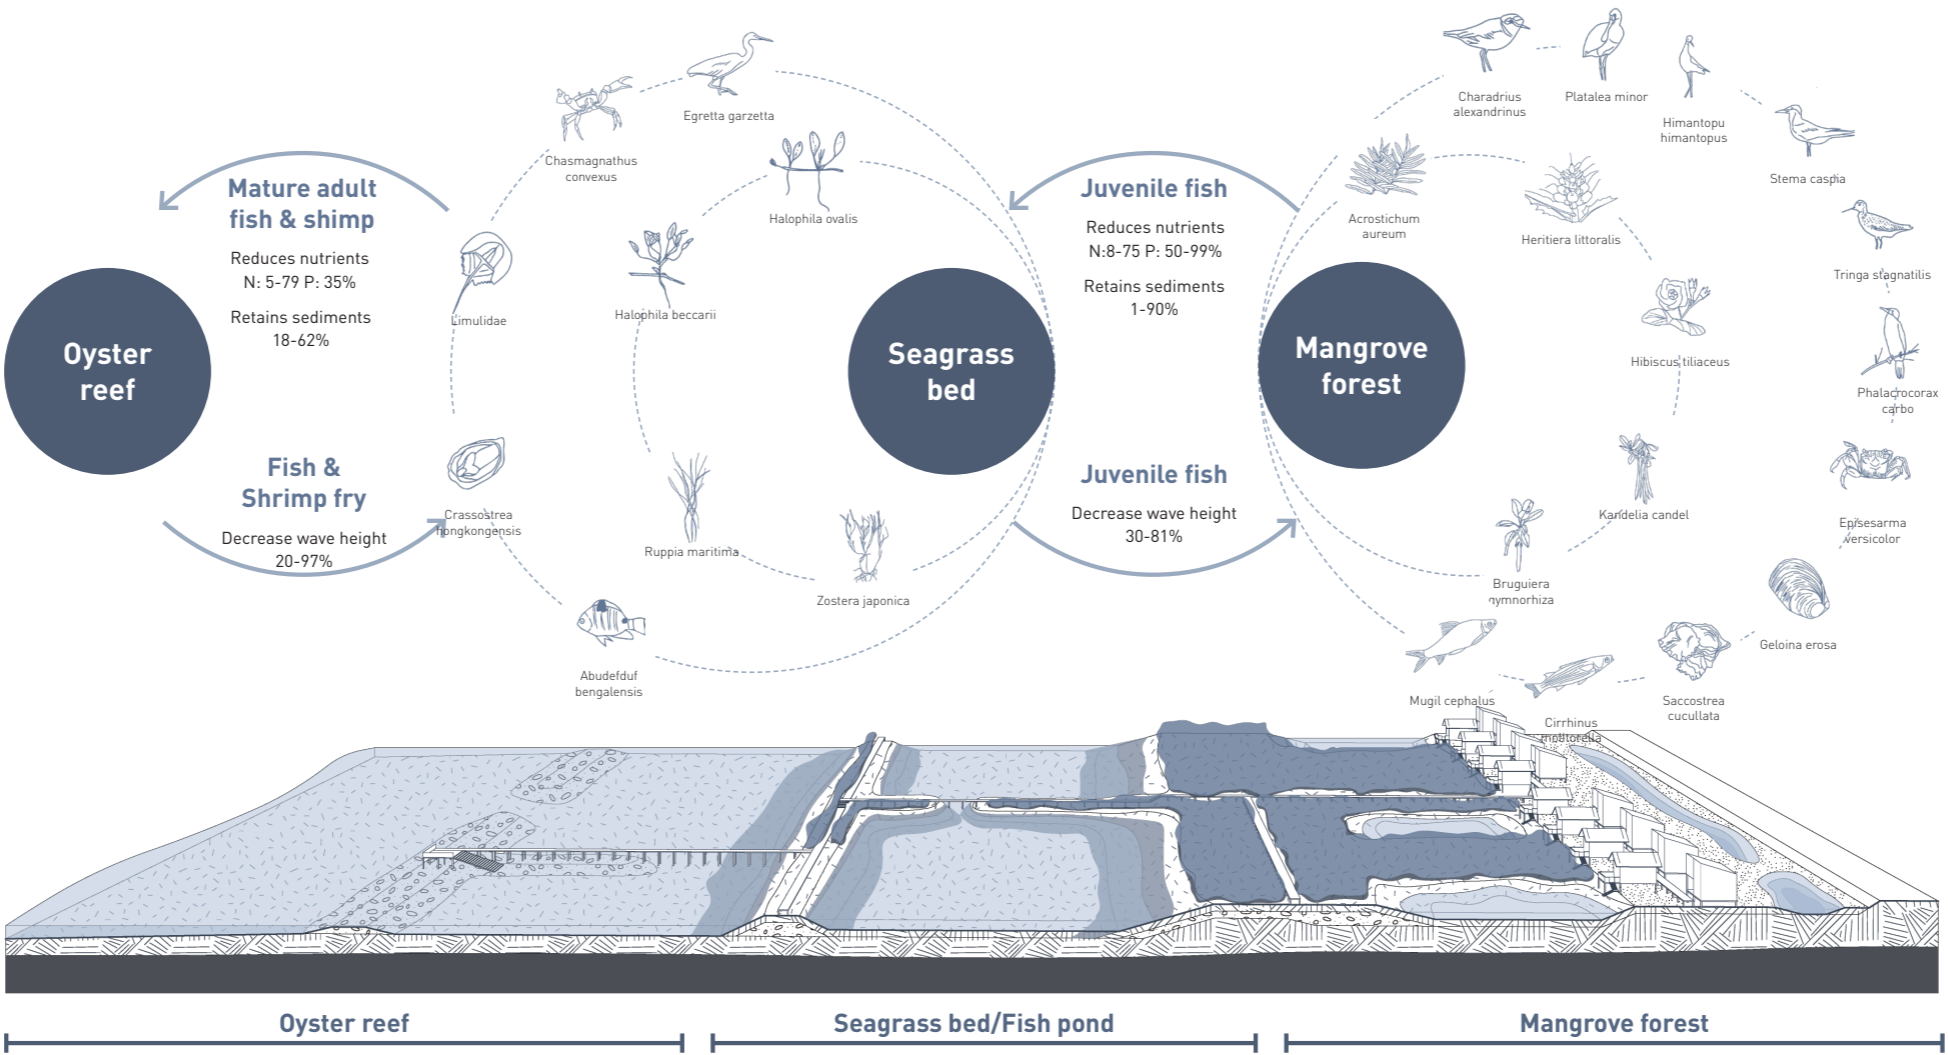 Charadrius
alexandrinus
Platalea minor
Himantopu
himantopus
Stema caspia
Egretta garzetta
Chasmagnathus
convexus
Halophila ovalis
Mature adult
fish & shimp
Reduces nutrients
N: 5-79 P: 35%
Retains sediments
18-62%
Limulidae
Halophila beccarii
Juvenile fish
Reduces nutrients
N:8-75 P: 50-99%
Retains sediments
1-90%
Acrostichum
aureum
Heritiera littoralis
Tringa stagnatilis
Hibiscus tiliaceus
Phalacrocorax
carbo
Oyster
reef
Seagrass
bed
Mangrove
forest
Fish &
Shrimp fry
Decrease wave height
20-97%
Crassostrea
hongkongensis
Ruppia maritima
Zostera japonica
Abudefduf
bengalensis
Juvenile fish
Decrease wave height
30-81%
Kandelia candel
Episesarma
versicolor
Bruguiera
gymnorhiza
Geloina erosa
Mugil cephalus
Cirrhinus
molitorella
Saccostrea
cucullata
Oyster reef
Seagrass bed/Fish pond
Mangrove forest